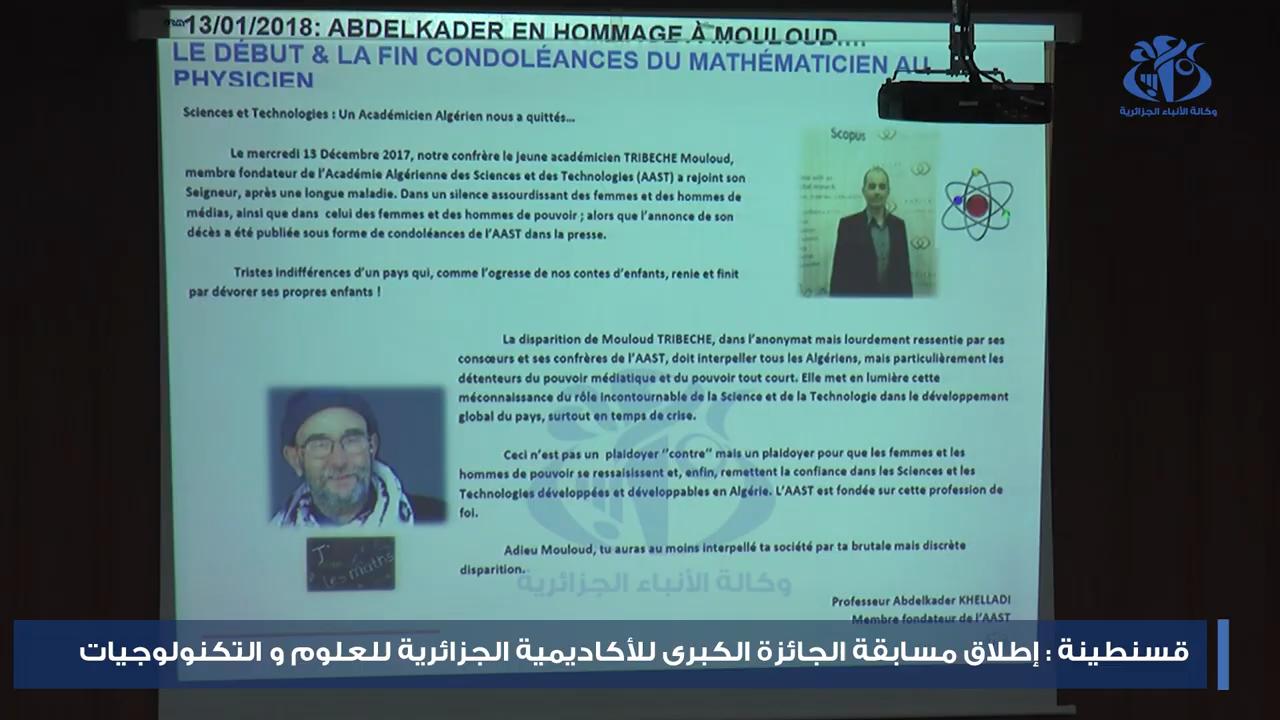 13/01/2018: ABDELKADER EN HOMMAGE À MOULOUD....
LE DÉBUT & LA FIN CONDOLÉANCES DU MATHÉMATICIEN AU
PHYSICIEN
وكالة الأنباء الجزائرية
Sciences et Technologies : Un Académicien Algérien nous a quittés...
Scopus
Le mercredi 13 Décembre 2017, notre confrère le jeune académicien TRIBECHE Mouloud,
membre fondateur de l'Académie Algérienne des Sciences et des Technologies (AAST) a rejoint son
Seigneur, après une longue maladie. Dans un silence assourdissant des femmes et des hommes de
médias, ainsi que dans celui des femmes et des hommes de pouvoir ; alors que l'annonce de son
décès a été publiée sous forme de condoléances de l'AAST dans la presse.
Tristes indifférences d'un pays qui, comme l'ogresse de nos contes d'enfants, renie et finit
par dévorer ses propres enfants !
La disparition de Mouloud TRIBECHE, dans l'anonymat mais lourdement ressentie par ses
consœurs et ses confrères de l'AAST, doit interpeller tous les Algériens, mais particulièrement les
détenteurs du pouvoir médiatique et du pouvoir tout court. Elle met en lumière cette
méconnaissance du rôle incontournable de la Science et de la Technologie dans le développement
global du pays, surtout en temps de crise.
Ceci n'est pas un plaidoyer ''contre'' mais un plaidoyer pour que les femmes et les
hommes de pouvoir se ressaisissent et, enfin, remettent la confiance dans les Sciences et les
Technologies développées et développables en Algérie. L'AAST est fondée sur cette profession de
foi.
Adieu Mouloud, tu auras au moins interpellé ta société par ta brutale mais discrète
disparition.
J'
les maths
وكالة الأنباء الجزائرية
Professeur Abdelkader KHELLADI
Membre fondateur de l'AAST
قسنطينة : إطلاق مسابقة الجائزة الكبرى للأكاديمية الجزائرية للعلوم و التكنولوجيات